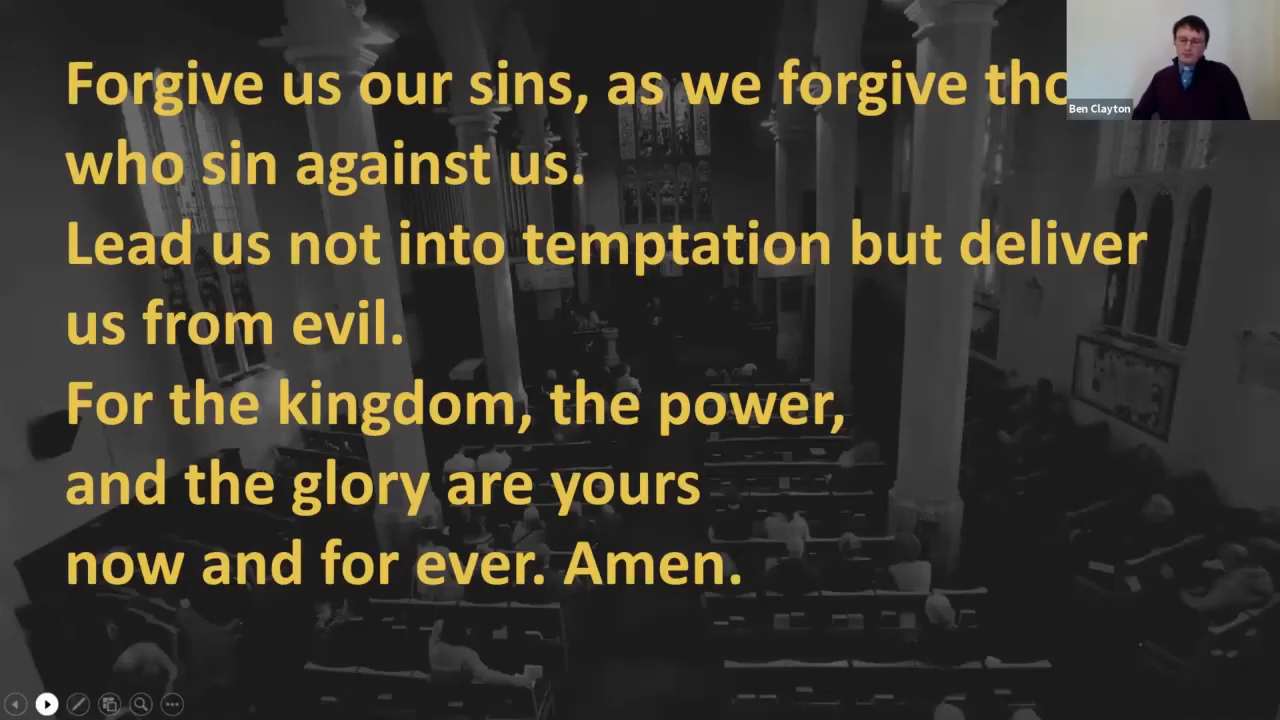 Forgive us our sins, as we forgive
who sin against us.
Lead us not into temptation but deliver
us from evil.
For the kingdom, the power,
and the glory are yours
now and for ever. Amen.
Ben Clayton